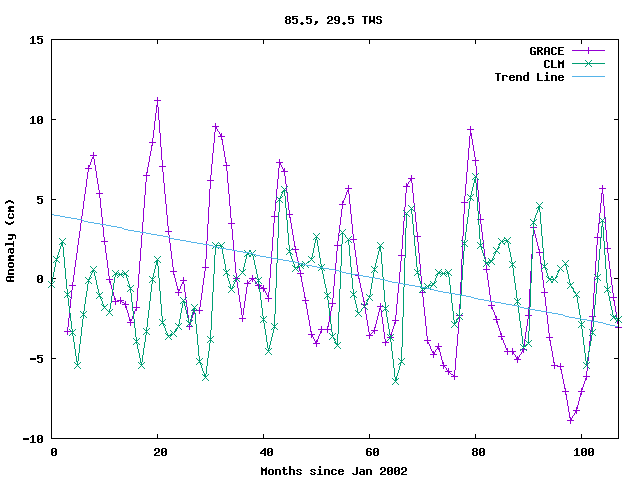 85.5, 29.5 TWS
GRACE
CLM
Trend Line
15
10
5
0
-5
-10
Anomaly (cm)
0 20 40 60 80 100
Months since Jan 2002